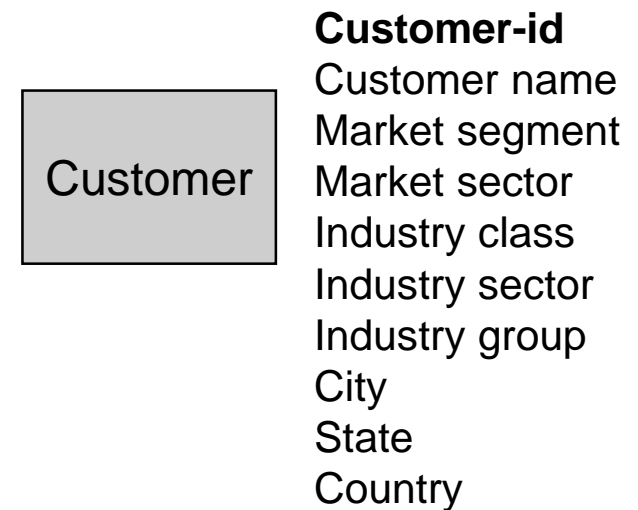 Customer
Customer-id
Customer name
Market segment
Market sector
Industry class
Industry sector
Industry group
City
State
Country